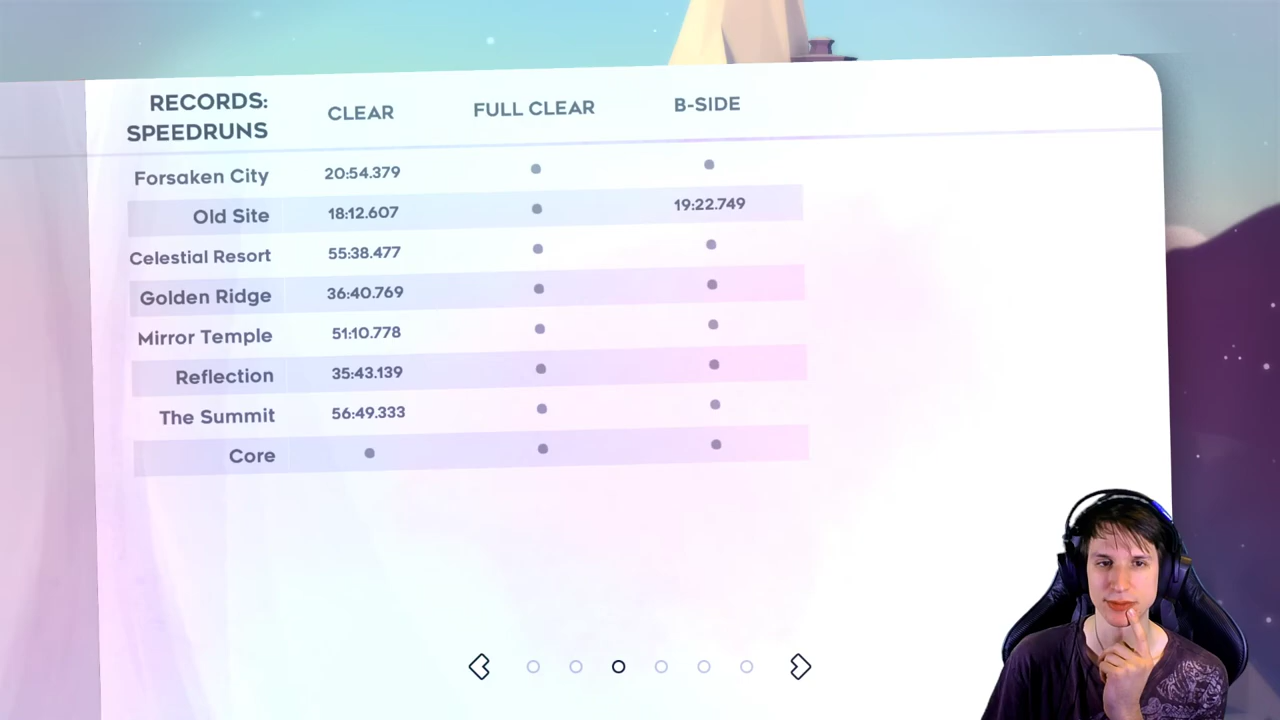 RECORDS: SPEEDRUNS CLEAR FULL CLEAR B-SIDE
Forsaken City 20:54.379
Old Site 18:12.607 19:22.749
Celestial Resort 55:38.477
Golden Ridge 36:40.769
Mirror Temple 51:10.778
Reflection 35:43.139
The Summit 56:49.333
Core